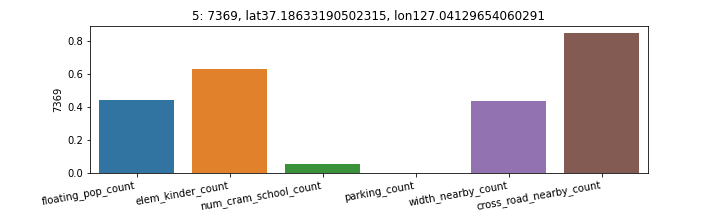 5: 7369, lat37.18633190502315, lon127.04129654060291
0.8
0.6
0.4
0.2
0.0
7369
floating_pop_count
elem_kinder_count
num_cram_school_count
parking_count
width_nearby_count
cross_road_nearby_count